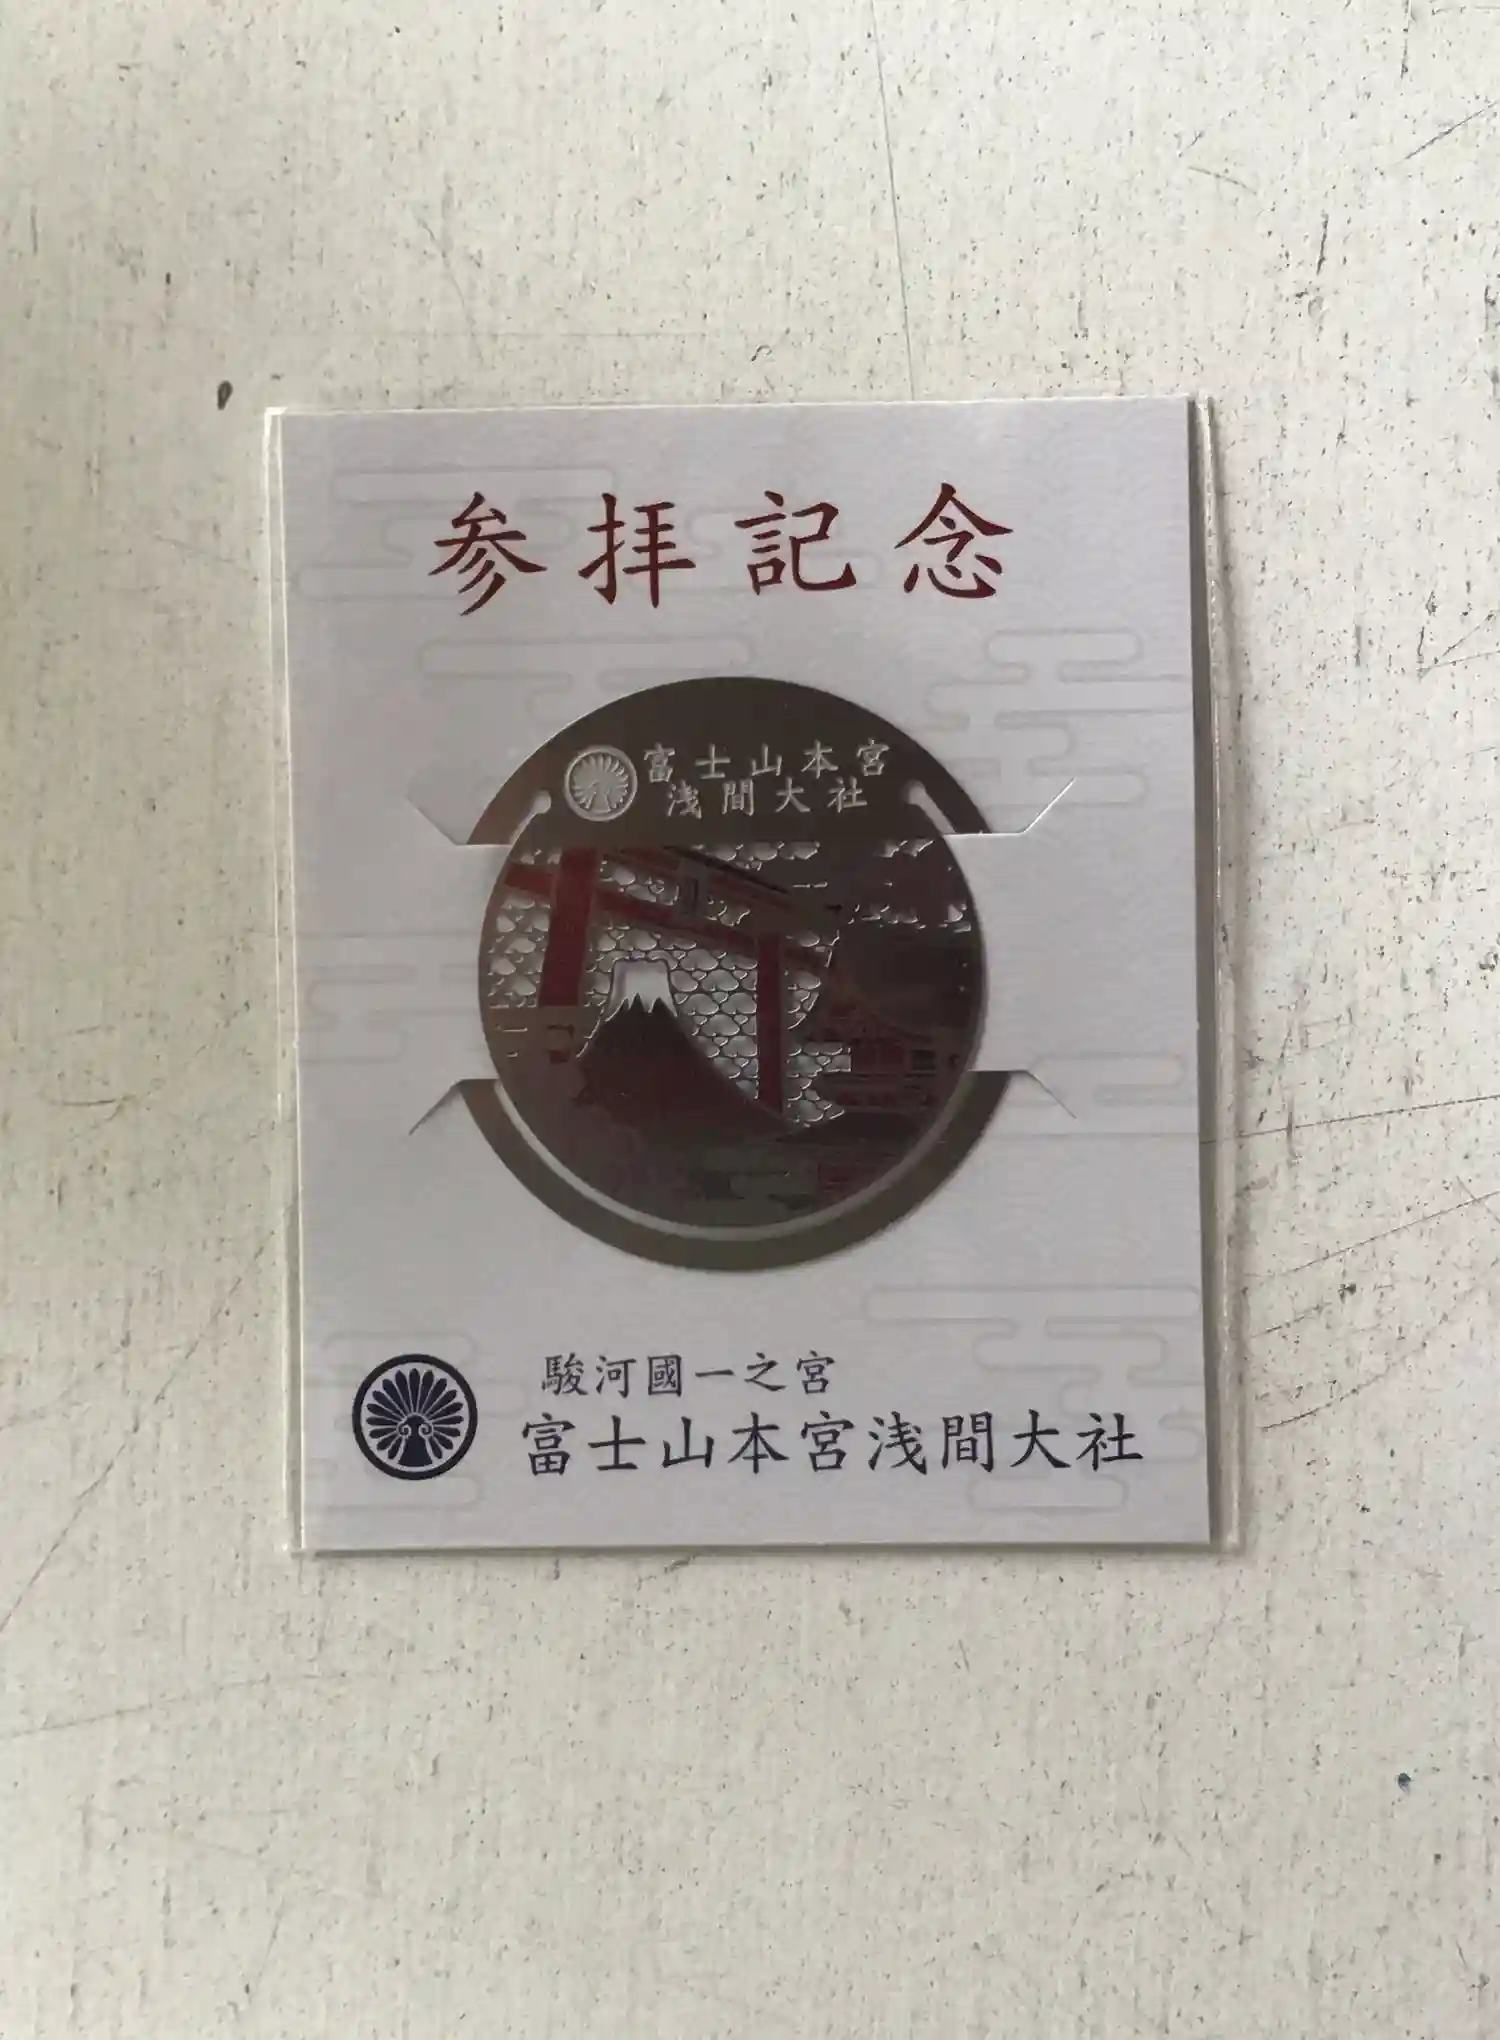 参拝記念
富士山本宮
浅間大社
駿河國一之宮
富士山本宮浅間大社